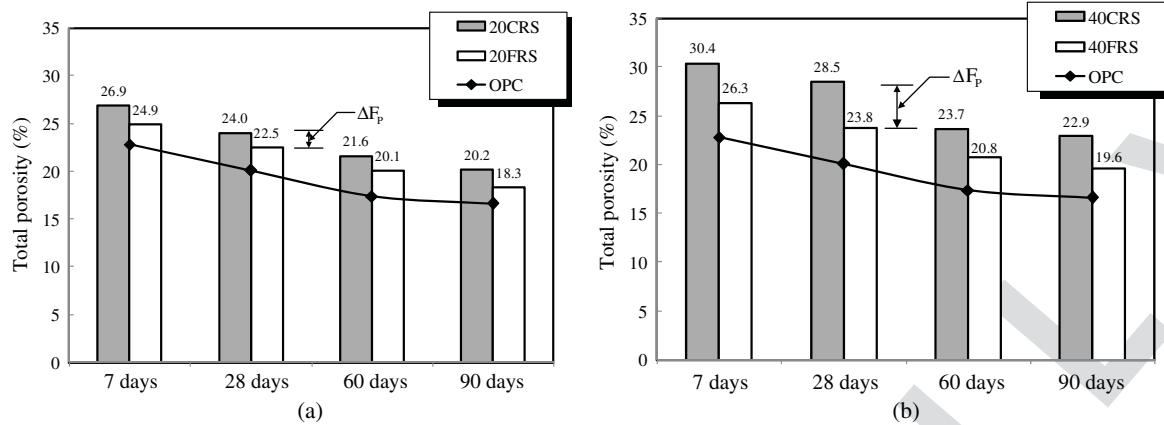 35
30
25
20
15
10
5
0
Total porosity (%)
20CRS
20FRS
OPC
26.9
24.9
24.0
22.5
21.6
20.1
20.2
18.3
ΔFP
7 days
28 days
60 days
90 days
(a)
35
30
25
20
15
10
5
0
Total porosity (%)
40CRS
40FRS
OPC
30.4
26.3
28.5
23.8
23.7
20.8
22.9
19.6
ΔFP
7 days
28 days
60 days
90 days
(b)